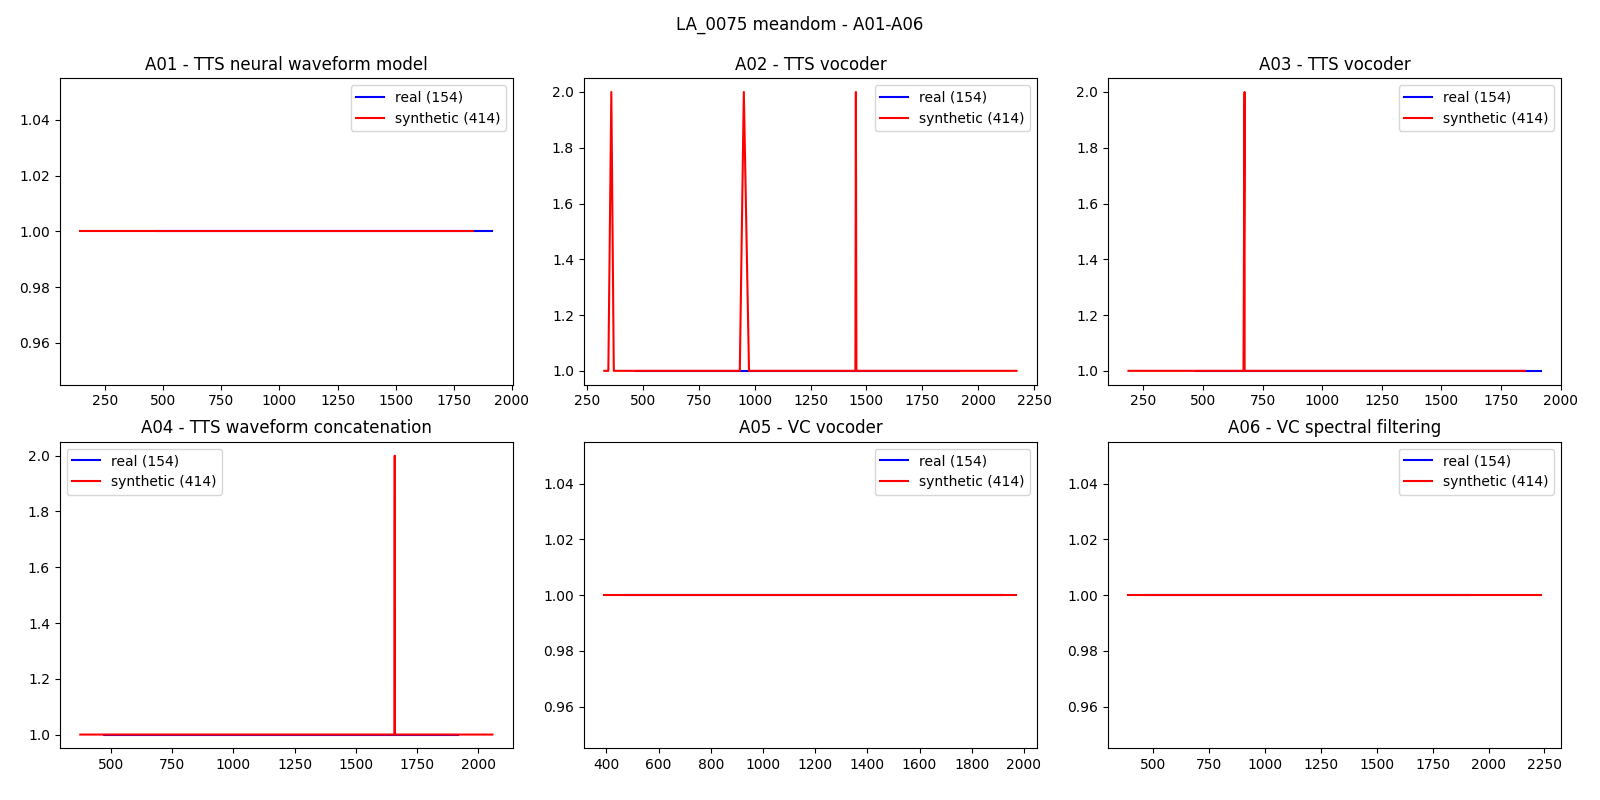 LA_0075 meandom - A01-A06
A01 - TTS neural waveform model
real (154)
synthetic (414)
1.04
1.02
1.00
0.98
0.96
250 500 750 1000 1250 1500 1750 2000
A02 - TTS vocoder
real (154)
synthetic (414)
2.0
1.8
1.6
1.4
1.2
1.0
250 500 750 1000 1250 1500 1750 2000 2250
A03 - TTS vocoder
real (154)
synthetic (414)
2.0
1.8
1.6
1.4
1.2
1.0
250 500 750 1000 1250 1500 1750 2000
A04 - TTS waveform concatenation
real (154)
synthetic (414)
2.0
1.8
1.6
1.4
1.2
1.0
500 750 1000 1250 1500 1750 2000
A05 - VC vocoder
real (154)
synthetic (414)
1.04
1.02
1.00
0.98
0.96
400 600 800 1000 1200 1400 1600 1800 2000
A06 - VC spectral filtering
real (154)
synthetic (414)
1.04
1.02
1.00
0.98
0.96
500 750 1000 1250 1500 1750 2000 2250